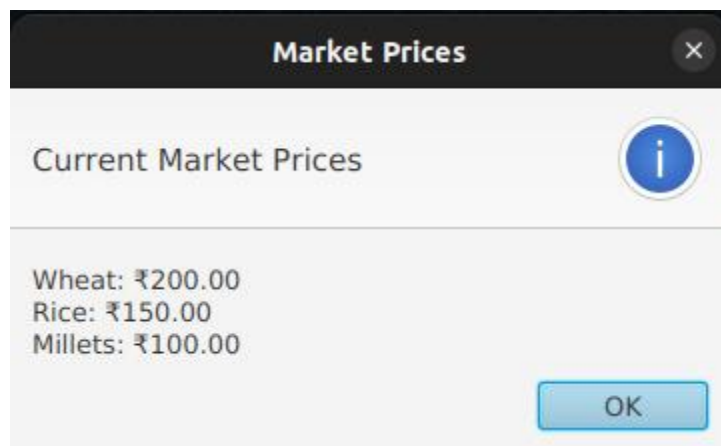 Market Prices
Current Market Prices
i
Wheat: ₹200.00
Rice: ₹150.00
Millets: ₹100.00
OK